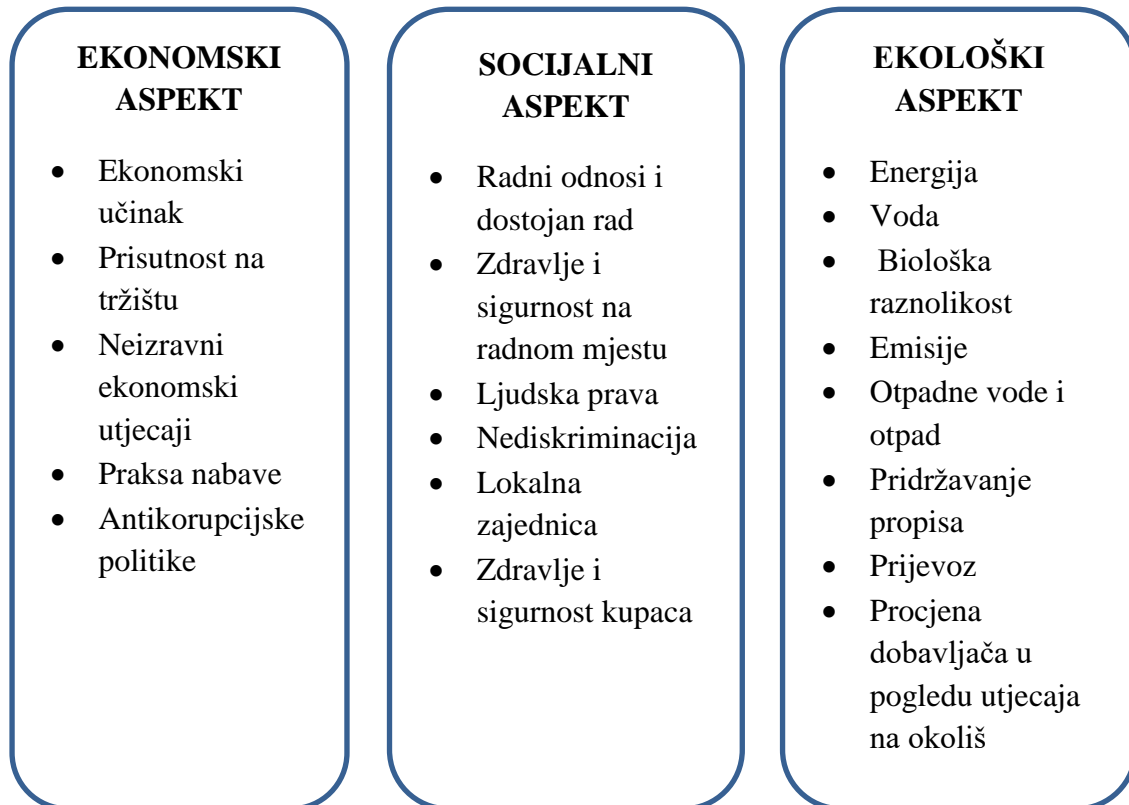 EKONOMSKI
ASPEKT
• Ekonomski
učinak
• Prisutnost na
tržištu
• Neizravni
ekonomski
utjecaji
• Praksa nabave
• Antikorupcijske
politike
SOCIJALNI
ASPEKT
• Radni odnosi i
dostojan rad
• Zdravlje i
sigurnost na
radnom mjestu
• Ljudska prava
• Nediskriminacija
• Lokalna
zajednica
• Zdravlje i
sigurnost kupaca
EKOLOŠKI
ASPEKT
• Energija
• Voda
• Biološka
raznolikost
• Emisije
• Otpadne vode i
otpad
• Pridržavanje
propisa
• Prijevoz
• Procjena
dobavljača u
pogledu utjecaja
na okoliš